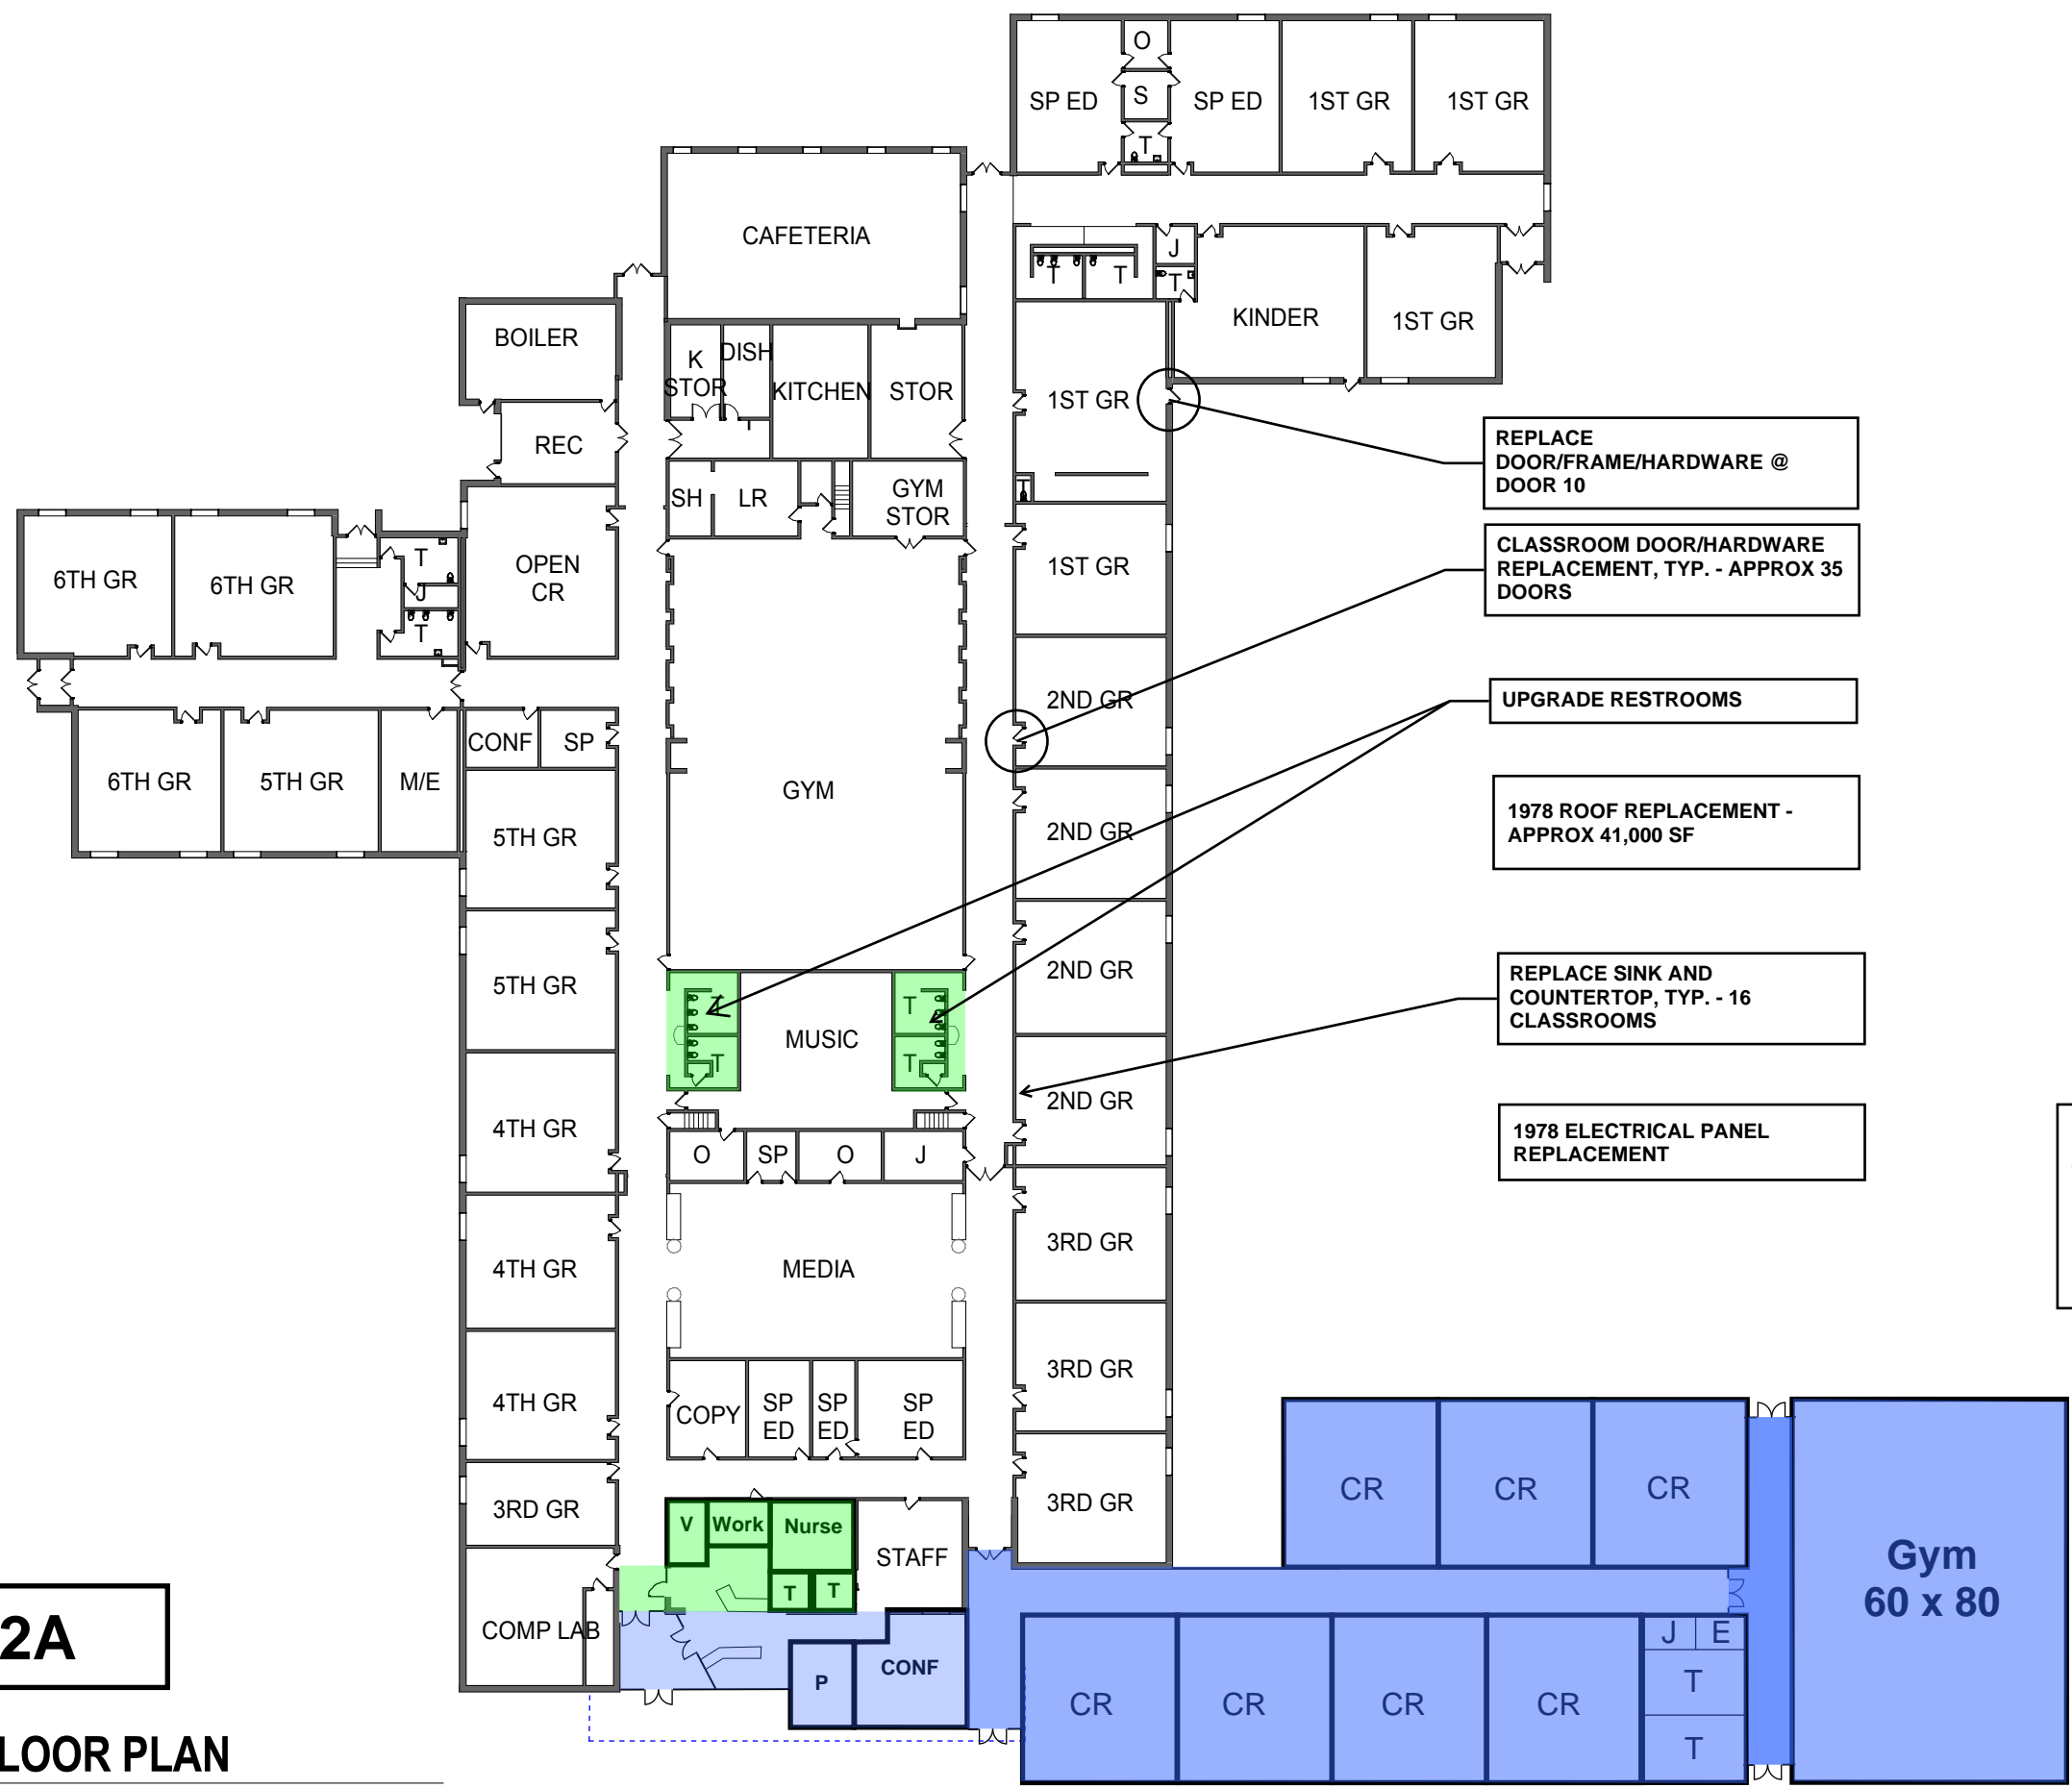 O
SP ED
S
SP ED
1ST GR
1ST GR
T
CAFETERIA
J
T
T
T
KINDER
1ST GR
BOILER
K
STOR
DISH
KITCHEN
STOR
1ST GR
REC
SH
LR
GYM
STOR
T
REPLACE
DOOR/FRAME/HARDWARE @
DOOR 10
CLASSROOM DOOR/HARDWARE
REPLACEMENT, TYP. - APPROX 35
DOORS
6TH GR
6TH GR
T
J
T
OPEN
CR
1ST GR
2ND GR
UPGRADE RESTROOMS
CONF
SP
6TH GR
5TH GR
M/E
GYM
5TH GR
2ND GR
1978 ROOF REPLACEMENT -
APPROX 41,000 SF
5TH GR
2ND GR
T
T
MUSIC
T
T
REPLACE SINK AND
COUNTERTOP, TYP. - 16
CLASSROOMS
4TH GR
2ND GR
O
SP
O
J
1978 ELECTRICAL PANEL
REPLACEMENT
4TH GR
MEDIA
3RD GR
4TH GR
3RD GR
COPY
SP
ED
SP
ED
SP
ED
3RD GR
3RD GR
V
Work
Nurse
STAFF
T
T
COMP LAB
P
CONF
CR
CR
CR
Gym
60 x 80
CR
CR
CR
CR
J
E
T
T
2A
LOOR PLAN